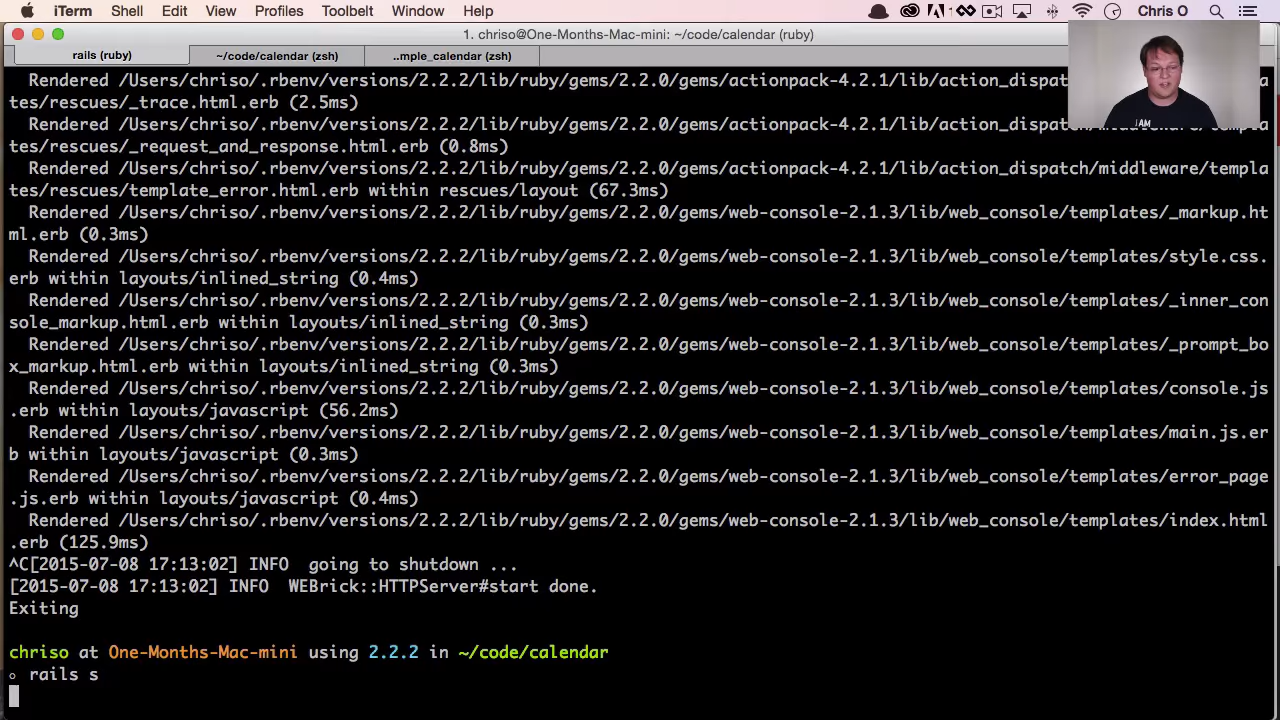 iTerm Shell Edit View Profiles Toolbelt Window Help Chris O
1. chriso@One-Months-Mac-mini: ~/code/calendar (ruby)
rails (ruby) ~/code/calendar (zsh) ..mple_calendar (zsh)
Rendered /Users/chriso/.rbenv/versions/2.2.2/lib/ruby/gems/2.2.0/gems/actionpack-4.2.1/lib/action_dispatc
tes/rescues/_trace.html.erb (2.5ms)
Rendered /Users/chriso/.rbenv/versions/2.2.2/lib/ruby/gems/2.2.0/gems/actionpack-4.2.1/lib/action_dispatch
tes/rescues/_request_and_response.html.erb (0.8ms)
Rendered /Users/chriso/.rbenv/versions/2.2.2/lib/ruby/gems/2.2.0/gems/actionpack-4.2.1/lib/action_dispatch/middleware/templa
tes/rescues/template_error.html.erb within rescues/layout (67.3ms)
Rendered /Users/chriso/.rbenv/versions/2.2.2/lib/ruby/gems/2.2.0/gems/web-console-2.1.3/lib/web_console/templates/_markup.ht
ml.erb (0.3ms)
Rendered /Users/chriso/.rbenv/versions/2.2.2/lib/ruby/gems/2.2.0/gems/web-console-2.1.3/lib/web_console/templates/style.css.
erb within layouts/inlined_string (0.4ms)
Rendered /Users/chriso/.rbenv/versions/2.2.2/lib/ruby/gems/2.2.0/gems/web-console-2.1.3/lib/web_console/templates/_inner_con
sole_markup.html.erb within layouts/inlined_string (0.3ms)
Rendered /Users/chriso/.rbenv/versions/2.2.2/lib/ruby/gems/2.2.0/gems/web-console-2.1.3/lib/web_console/templates/_prompt_bo
x_markup.html.erb within layouts/inlined_string (0.3ms)
Rendered /Users/chriso/.rbenv/versions/2.2.2/lib/ruby/gems/2.2.0/gems/web-console-2.1.3/lib/web_console/templates/console.js
.erb within layouts/javascript (56.2ms)
Rendered /Users/chriso/.rbenv/versions/2.2.2/lib/ruby/gems/2.2.0/gems/web-console-2.1.3/lib/web_console/templates/main.js.er
b within layouts/javascript (0.3ms)
Rendered /Users/chriso/.rbenv/versions/2.2.2/lib/ruby/gems/2.2.0/gems/web-console-2.1.3/lib/web_console/templates/error_page
.js.erb within layouts/javascript (0.4ms)
Rendered /Users/chriso/.rbenv/versions/2.2.2/lib/ruby/gems/2.2.0/gems/web-console-2.1.3/lib/web_console/templates/index.html
.erb (125.9ms)
^C[2015-07-08 17:13:02] INFO going to shutdown ...
[2015-07-08 17:13:02] INFO WEBrick::HTTPServer#start done.
Exiting
chriso at One-Months-Mac-mini using 2.2.2 in ~/code/calendar
∘ rails s
I AM